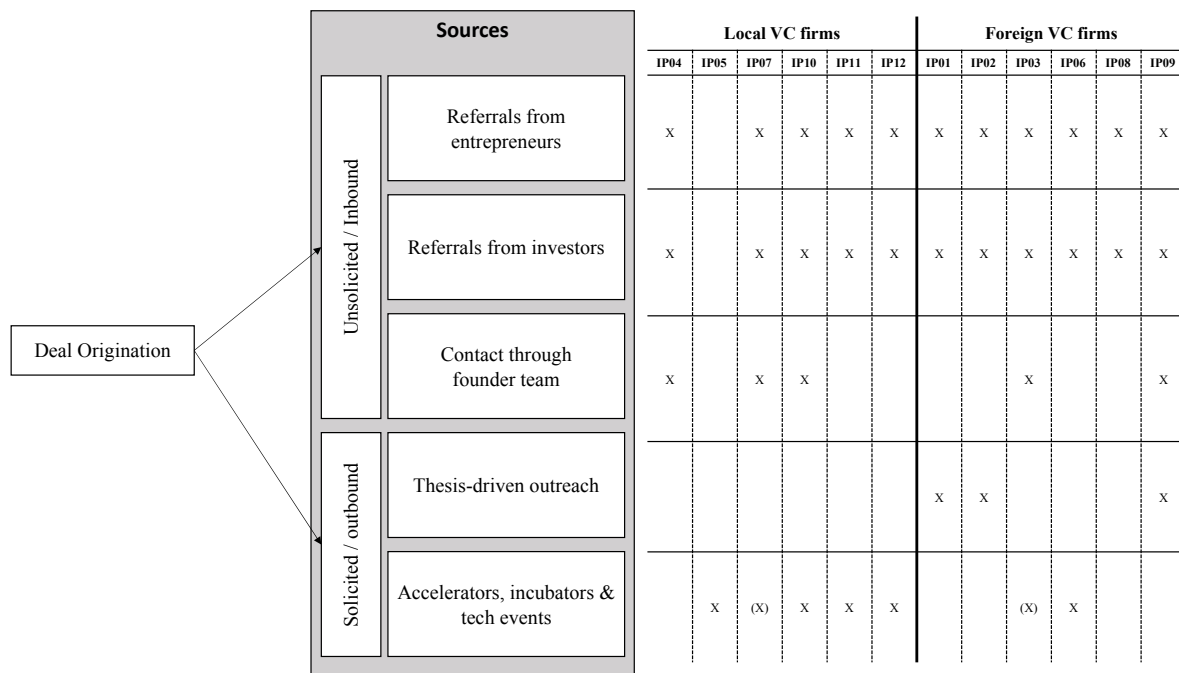 Sources
Local VC firms
Foreign VC firms
IP04 IP05 IP07 IP10 IP11 IP12 IP01 IP02 IP03 IP06 IP08 IP09
Deal Origination
Unsolicited / Inbound
Referrals from
entrepreneurs
X X X X X X X X X X X
Referrals from investors
X X X X X X X X X X X
Contact through
founder team
X X X X X
Solicited / outbound
Thesis-driven outreach
X X X
Accelerators, incubators &
tech events
X (X) X X X (X) X